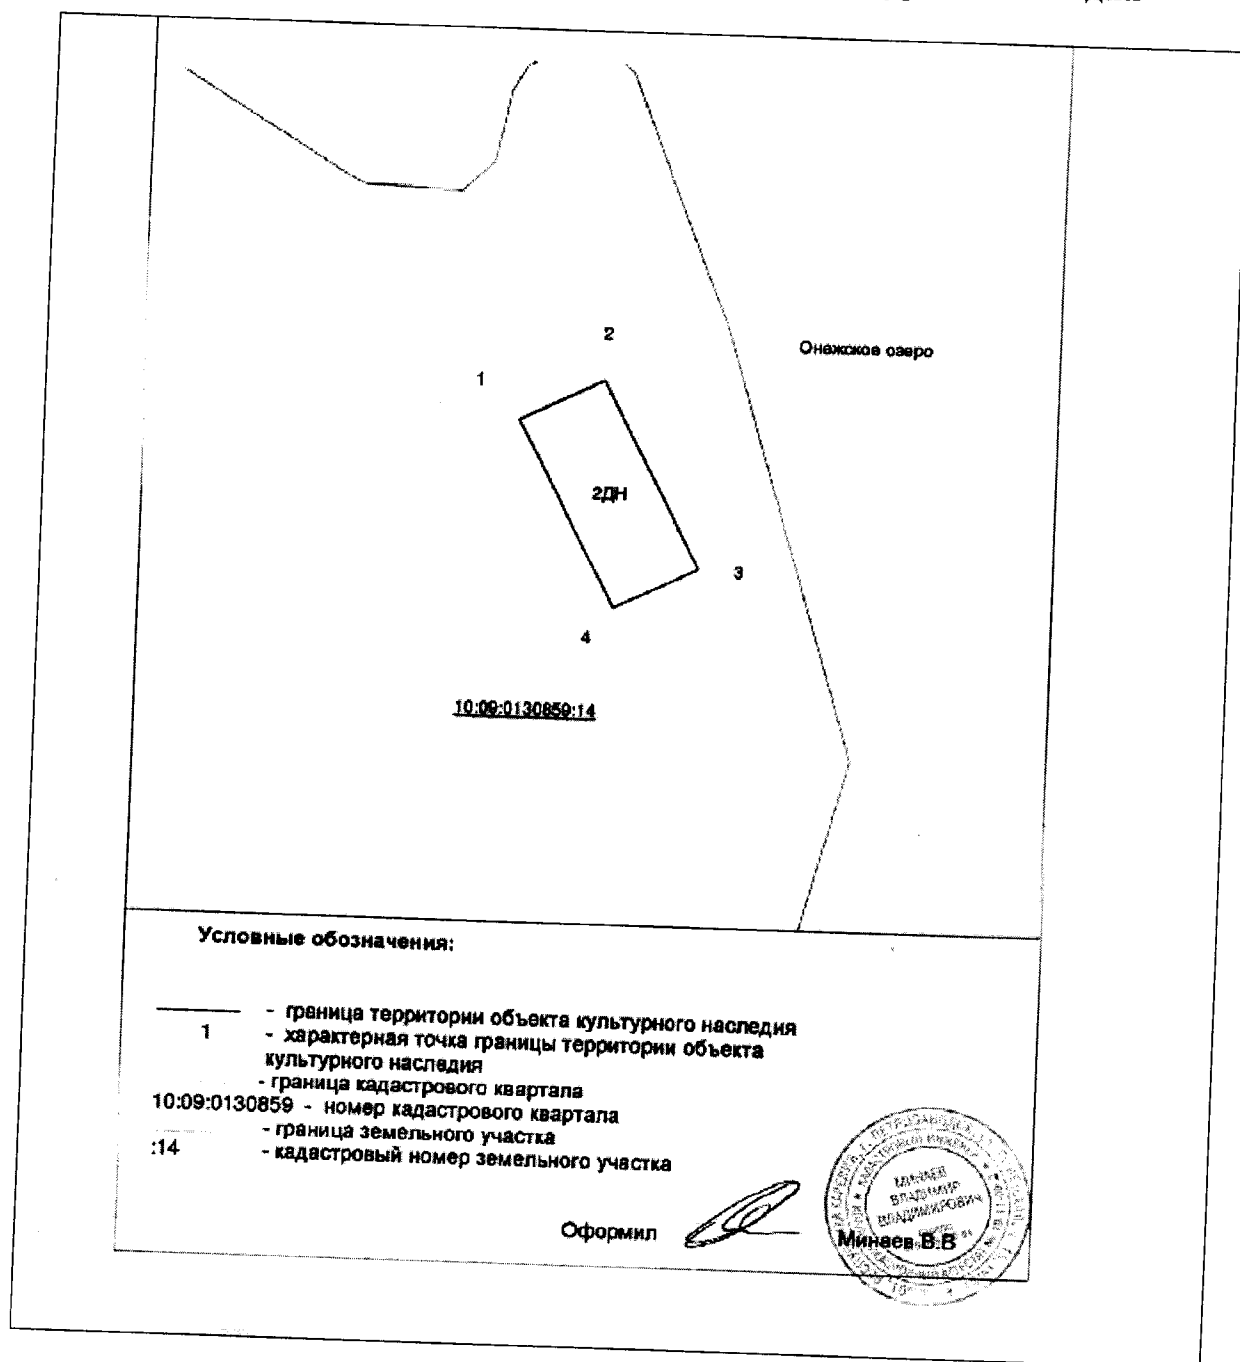 2
Онежское озеро
1
2ДН
3
4
10:09:0130859:14
Условные обозначения:
- граница территории объекта культурного наследия
1 - характерная точка границы территории объекта
культурного наследия
- граница кадастрового квартала
10:09:0130859 - номер кадастрового квартала
- граница земельного участка
:14 - кадастровый номер земельного участка
МИНАЕВ
ВЛАДИМИР
ВЛАДИМИРОВИЧ
Оформил
Минаев В.В